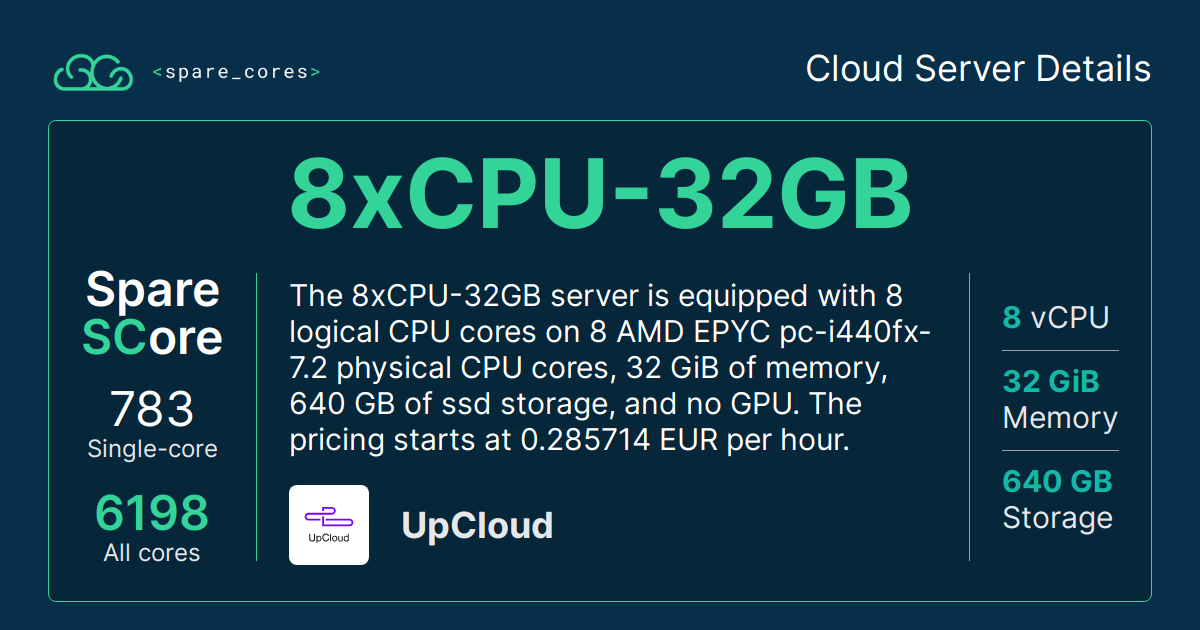 <spare_cores>
Cloud Server Details
8xCPU-32GB
Spare
SCore
783
Single-core
6198
All cores
The 8xCPU-32GB server is equipped with 8
logical CPU cores on 8 AMD EPYC pc-i440fx-
7.2 physical CPU cores, 32 GiB of memory,
640 GB of ssd storage, and no GPU. The
pricing starts at 0.285714 EUR per hour.
UpCloud
UpCloud
8 vCPU
32 GiB
Memory
640 GB
Storage